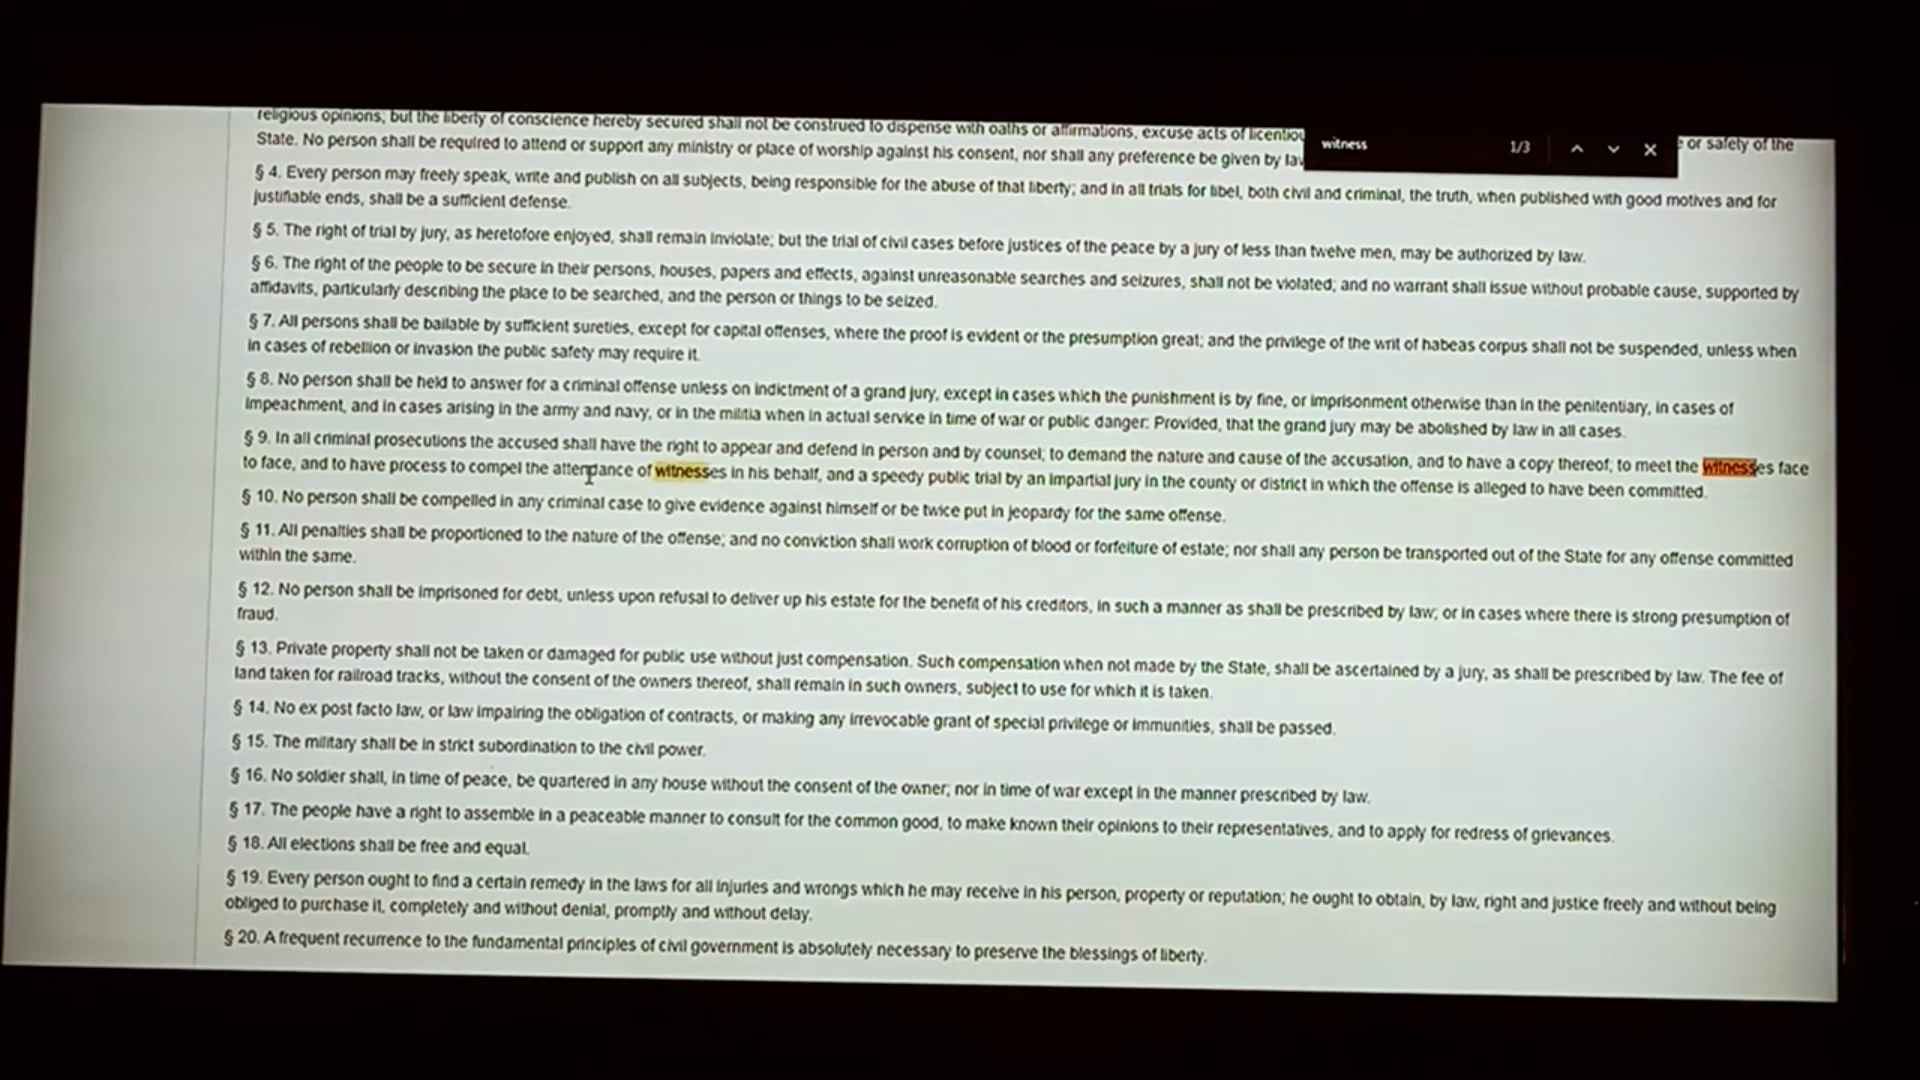 religious opinions; but the liberty of conscience hereby secured shall not be construed to dispense with oaths or affirmations, excuse acts of licentiou
witness 1/3
or safety of the
State. No person shall be required to attend or support any ministry or place of worship against his consent, nor shall any preference be given by law
§ 4. Every person may freely speak, write and publish on all subjects, being responsible for the abuse of that liberty; and in all trials for libel, both civil and criminal, the truth, when published with good motives and for
justifiable ends, shall be a sufficient defense.
§ 5. The right of trial by jury, as heretofore enjoyed, shall remain inviolate; but the trial of civil cases before justices of the peace by a jury of less than twelve men, may be authorized by law.
§ 6. The right of the people to be secure in their persons, houses, papers and effects, against unreasonable searches and seizures, shall not be violated; and no warrant shall issue without probable cause, supported by
affidavits, particularly describing the place to be searched, and the person or things to be seized.
§ 7. All persons shall be bailable by sufficient sureties, except for capital offenses, where the proof is evident or the presumption great; and the privilege of the writ of habeas corpus shall not be suspended, unless when
in cases of rebellion or invasion the public safety may require it.
§ 8. No person shall be held to answer for a criminal offense unless on indictment of a grand jury, except in cases which the punishment is by fine, or imprisonment otherwise than in the penitentiary, in cases of
impeachment, and in cases arising in the army and navy, or in the militia when in actual service in time of war or public danger: Provided, that the grand jury may be abolished by law in all cases.
§ 9. In all criminal prosecutions the accused shall have the right to appear and defend in person and by counsel; to demand the nature and cause of the accusation, and to have a copy thereof; to meet the witnesses face
to face, and to have process to compel the attendance of witnesses in his behalf, and a speedy public trial by an impartial jury in the county or district in which the offense is alleged to have been committed.
§ 10. No person shall be compelled in any criminal case to give evidence against himself or be twice put in jeopardy for the same offense.
§ 11. All penalties shall be proportioned to the nature of the offense; and no conviction shall work corruption of blood or forfeiture of estate; nor shall any person be transported out of the State for any offense committed
within the same.
§ 12. No person shall be imprisoned for debt, unless upon refusal to deliver up his estate for the benefit of his creditors, in such a manner as shall be prescribed by law; or in cases where there is strong presumption of
fraud.
§ 13. Private property shall not be taken or damaged for public use without just compensation. Such compensation when not made by the State, shall be ascertained by a jury, as shall be prescribed by law. The fee of
land taken for railroad tracks, without the consent of the owners thereof, shall remain in such owners, subject to use for which it is taken.
§ 14. No ex post facto law, or law impairing the obligation of contracts, or making any irrevocable grant of special privilege or immunities, shall be passed.
§ 15. The military shall be in strict subordination to the civil power.
§ 16. No soldier shall, in time of peace, be quartered in any house without the consent of the owner; nor in time of war except in the manner prescribed by law.
§ 17. The people have a right to assemble in a peaceable manner to consult for the common good, to make known their opinions to their representatives, and to apply for redress of grievances.
§ 18. All elections shall be free and equal.
§ 19. Every person ought to find a certain remedy in the laws for all injuries and wrongs which he may receive in his person, property or reputation; he ought to obtain, by law, right and justice freely and without being
obliged to purchase it, completely and without denial, promptly and without delay.
§ 20. A frequent recurrence to the fundamental principles of civil government is absolutely necessary to preserve the blessings of liberty.